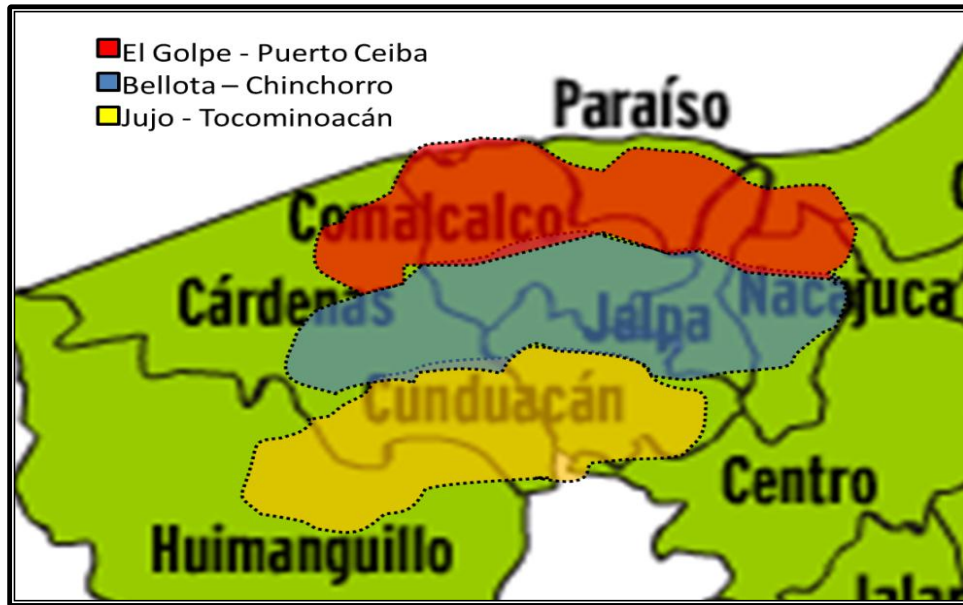 El Golpe - Puerto Ceiba
Bellota – Chinchorro
Jujo - Tocominoacán
Paraíso
Comalcalco
Cárdenas
Jalpa
Nacajuca
Cunduacán
Centro
Huimanguillo